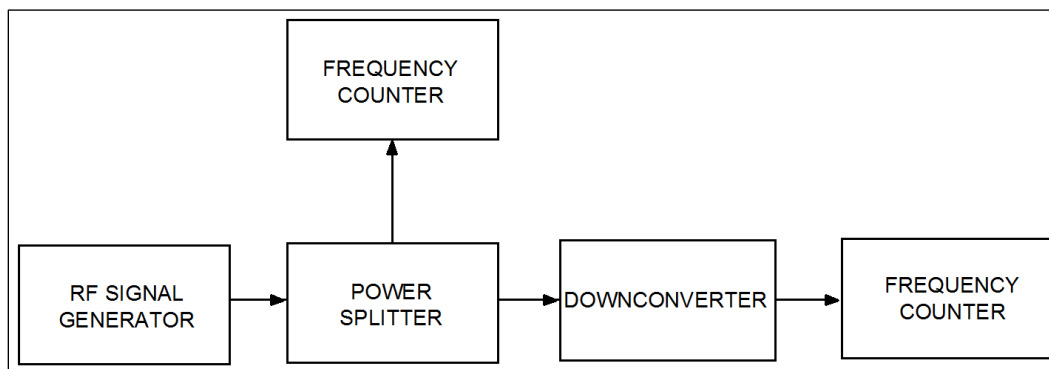 FREQUENCY
COUNTER
RF SIGNAL
GENERATOR
POWER
SPLITTER
DOWNCONVERTER
FREQUENCY
COUNTER